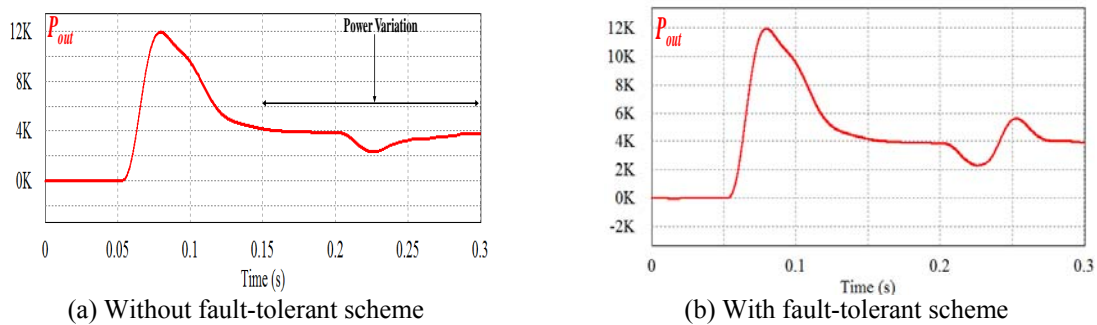 P_out
Power Variation
12K
8K
4K
0K
0 0.05 0.1 0.15 0.2 0.25 0.3
Time (s)
(a) Without fault-tolerant scheme
P_out
12K
10K
8K
6K
4K
2K
0K
-2K
0 0.1 0.2 0.3
Time (s)
(b) With fault-tolerant scheme